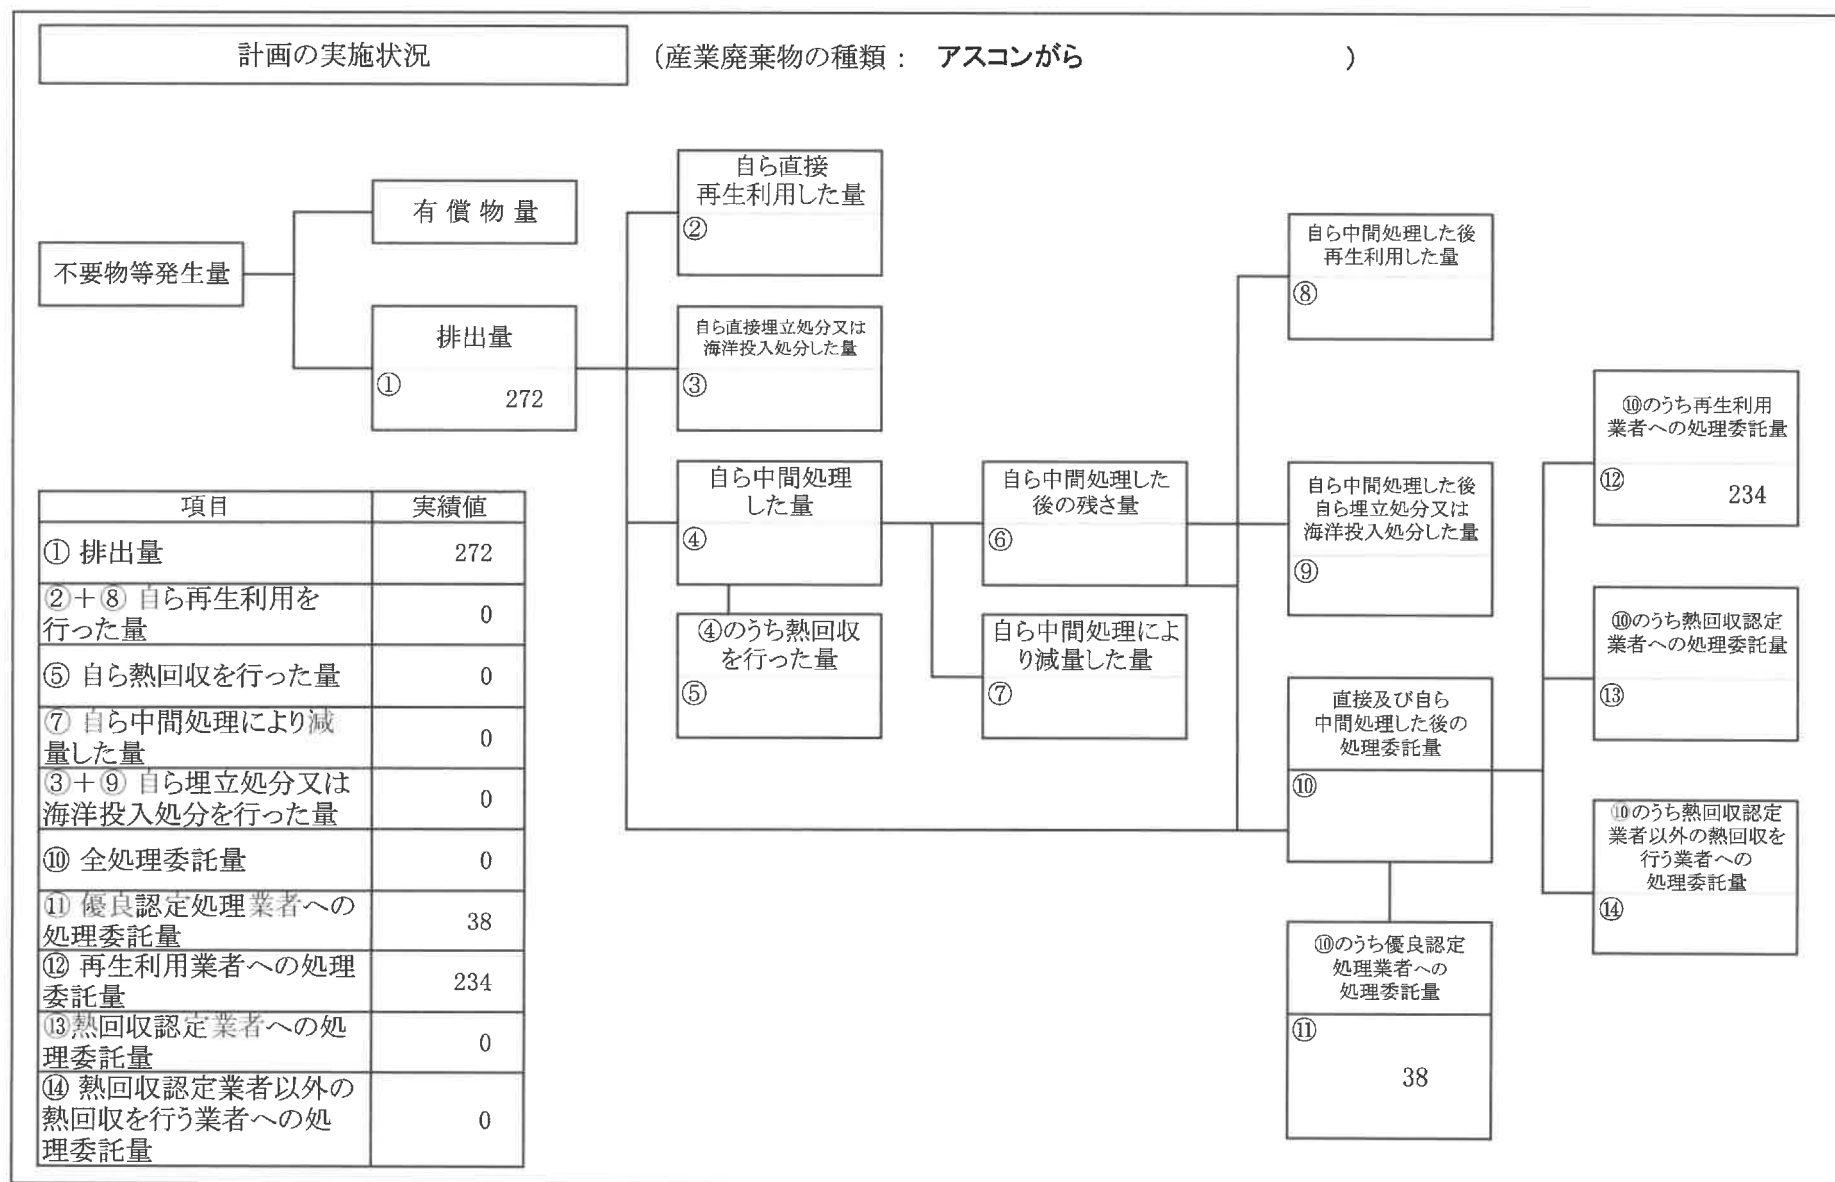 計画の実施状況
（産業廃棄物の種類： アスコンがら ）
不要物等発生量
有償物量
排出量
①
272
自ら直接
再生利用した量
②
自ら直接埋立処分又は
海洋投入処分した量
③
自ら中間処理
した量
④
④のうち熱回収
を行った量
⑤
自ら中間処理した
後の残さ量
⑥
自ら中間処理によ
り減量した量
⑦
自ら中間処理した後
再生利用した量
⑧
自ら中間処理した後
自ら埋立処分又は
海洋投入処分した量
⑨
直接及び自ら
中間処理した後の
処理委託量
⑩
⑩のうち優良認定
処理業者への
処理委託量
⑪
38
⑩のうち再生利用
業者への処理委託量
⑫
234
⑩のうち熱回収認定
業者への処理委託量
⑬
⑩のうち熱回収認定
業者以外の熱回収を
行う業者への
処理委託量
⑭
項目 実績値
① 排出量 272
②＋⑧ 自ら再生利用を
行った量 0
⑤ 自ら熱回収を行った量 0
⑦ 自ら中間処理により減
量した量 0
③＋⑨ 自ら埋立処分又は
海洋投入処分を行った量 0
⑩ 全処理委託量 0
⑪ 優良認定処理業者への
処理委託量 38
⑫ 再生利用業者への処理
委託量 234
⑬熱回収認定業者への処
理委託量 0
⑭ 熱回収認定業者以外の
熱回収を行う業者への処
理委託量 0